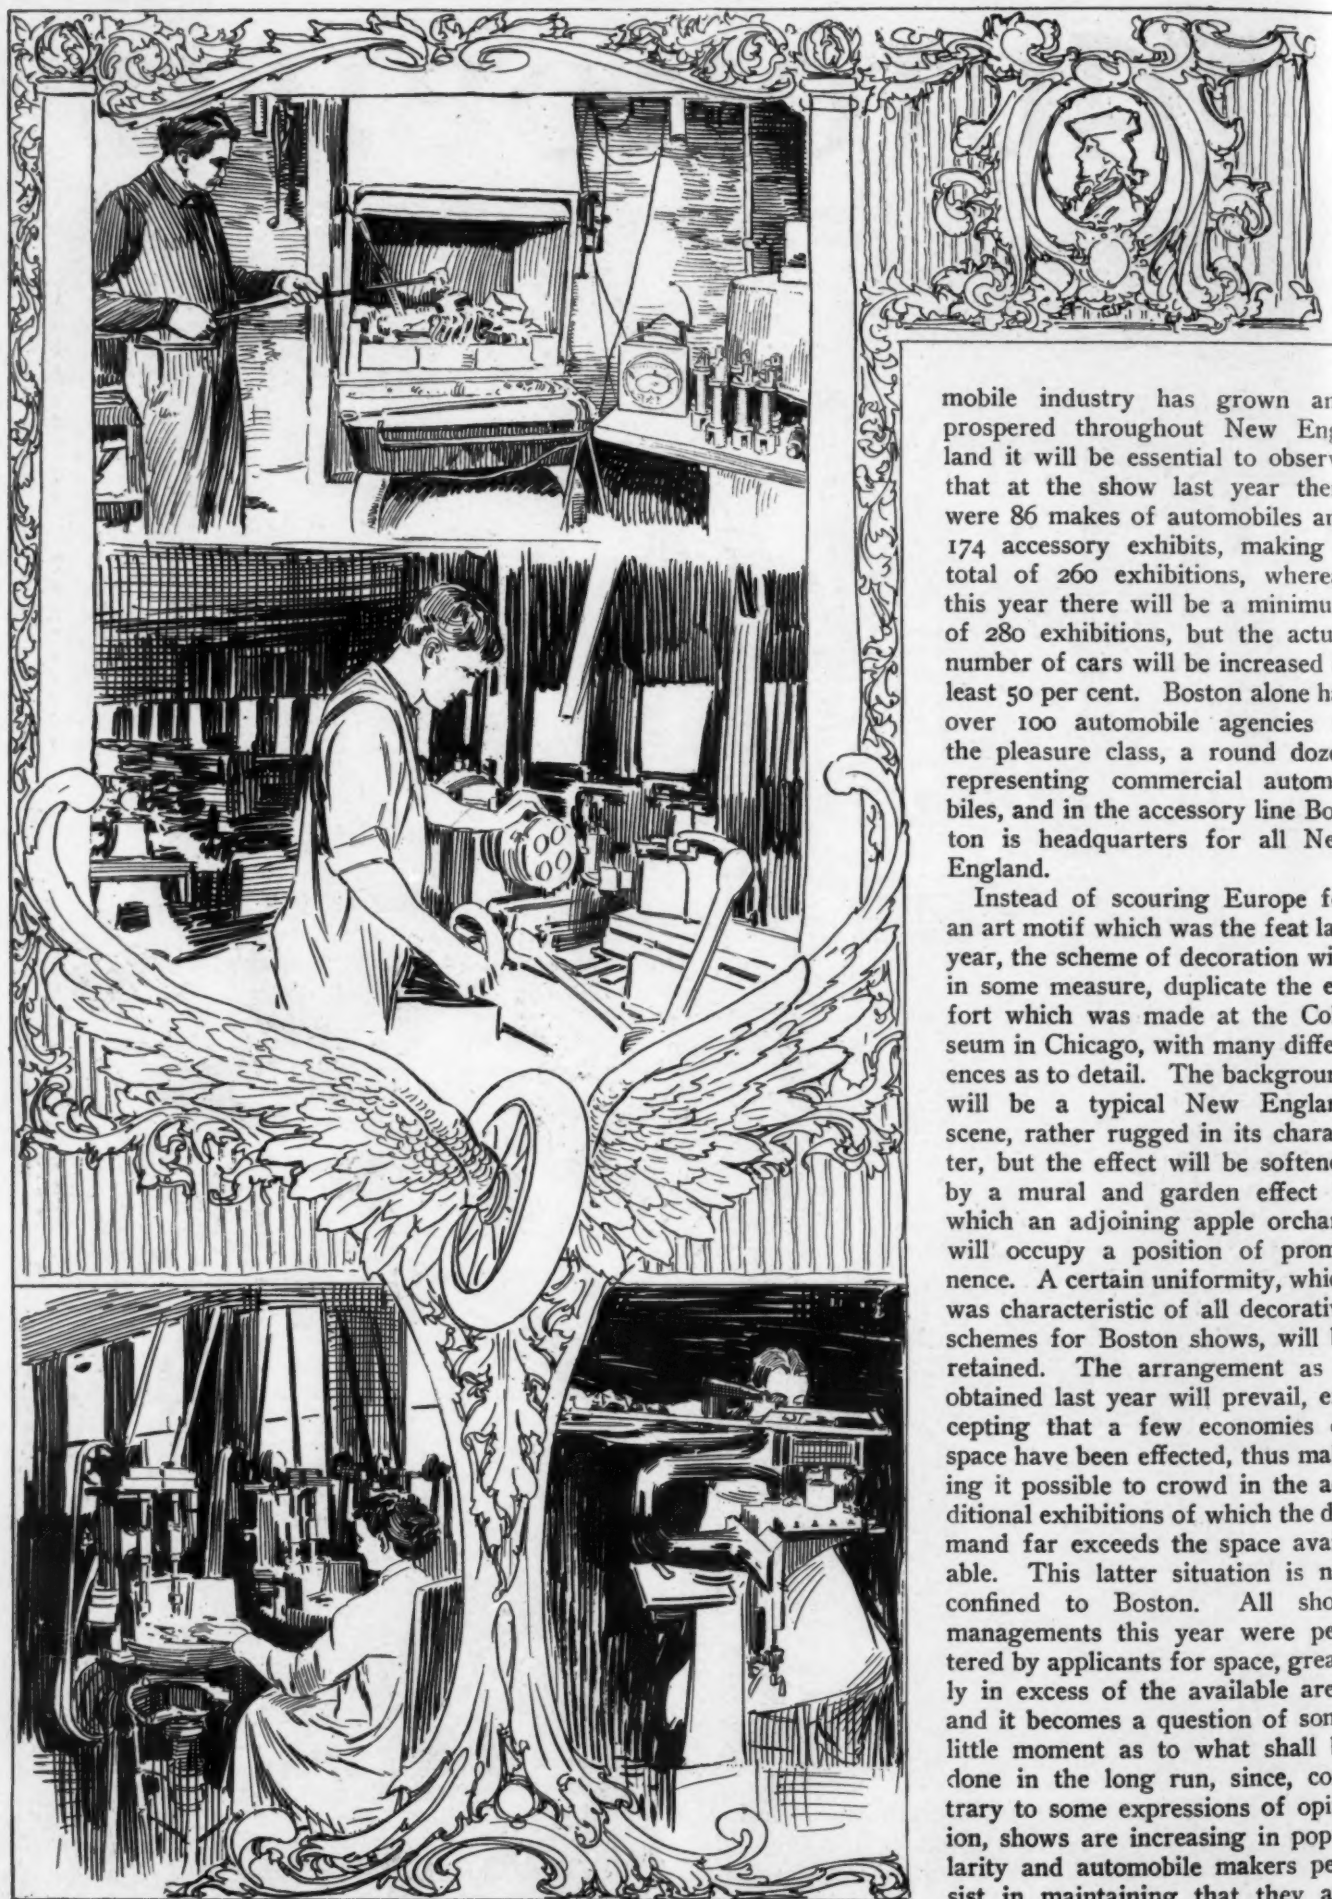 mobile industry has grown an
prospered throughout New Eng
land it will be essential to observ
that at the show last year the
were 86 makes of automobiles an
174 accessory exhibits, making
total of 260 exhibitions, where
this year there will be a minimu
of 280 exhibitions, but the actu
number of cars will be increased
least 50 per cent. Boston alone h
over 100 automobile agencies
the pleasure class, a round doz
representing commercial autom
biles, and in the accessory line Bo
ton is headquarters for all Ne
England.
Instead of scouring Europe f
an art motif which was the feat la
year, the scheme of decoration wi
in some measure, duplicate the e
fort which was made at the Co
seum in Chicago, with many diffe
ences as to detail. The backgroun
will be a typical New Englan
scene, rather rugged in its chara
ter, but the effect will be softene
by a mural and garden effect
which an adjoining apple orchar
will occupy a position of prom
nence. A certain uniformity, whic
was characteristic of all decorativ
schemes for Boston shows, will b
retained. The arrangement as
obtained last year will prevail, e
cepting that a few economies
space have been effected, thus ma
ing it possible to crowd in the a
ditional exhibitions of which the d
mand far exceeds the space ava
able. This latter situation is n
confined to Boston. All sho
managements this year were pe
tered by applicants for space, grea
ly in excess of the available are
and it becomes a question of som
little moment as to what shall b
done in the long run, since, co
trary to some expressions of opi
ion, shows are increasing in pop
larity and automobile makers pe
sist in maintaining that they a